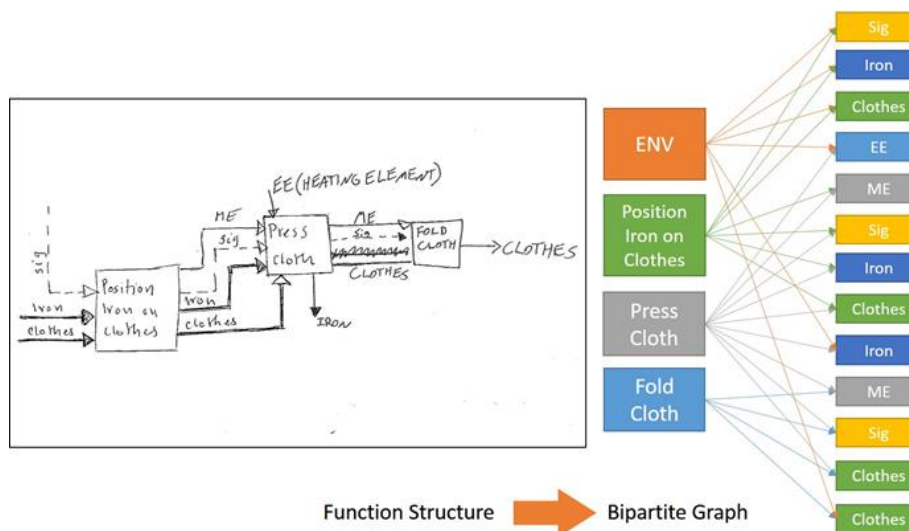 EE(HEATING ELEMENT)
ME
sig
Press
cloth
ME
sig
CLOTHES
FOLD
CLOTH
CLOTHES
sig
Position
Iron on
clothes
Iron
clothes
Iron
clothes
IRON
ENV
Position
Iron on
Clothes
Press
Cloth
Fold
Cloth
Sig
Iron
Clothes
EE
ME
Sig
Iron
Clothes
Iron
ME
Sig
Clothes
Clothes
Function Structure
Bipartite Graph